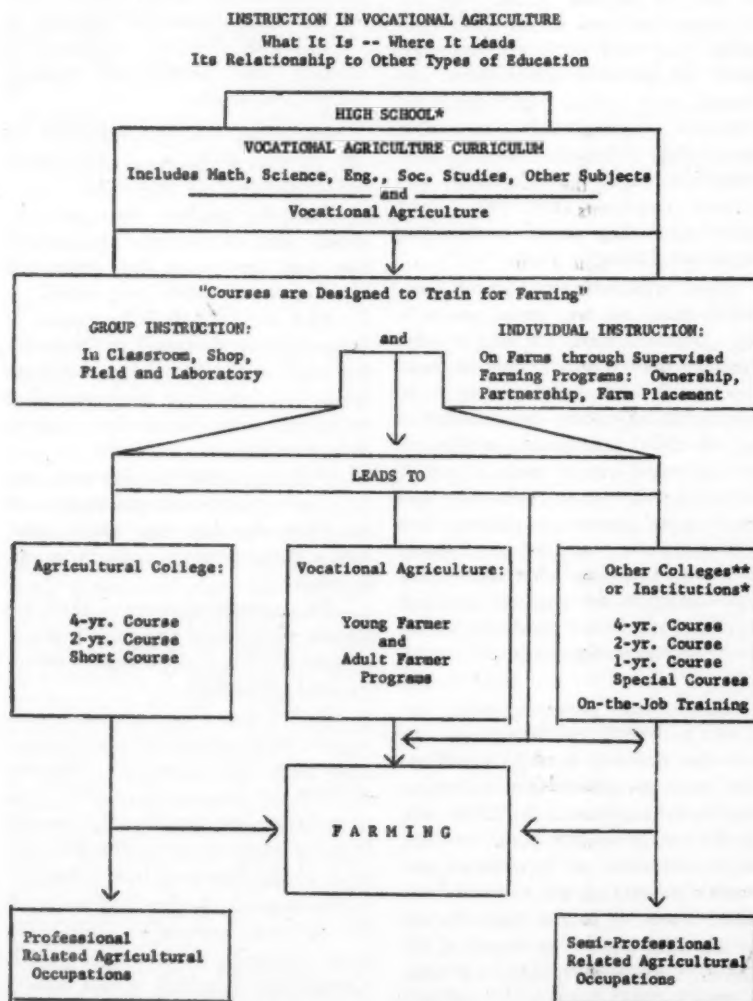 INSTRUCTION IN VOCATIONAL AGRICULTURE
What It Is -- Where It Leads
Its Relationship to Other Types of Education
HIGH SCHOOL*
VOCATIONAL AGRICULTURE CURRICULUM
Includes Math, Science, Eng., Soc. Studies, Other Subjects
and
Vocational Agriculture
"Courses are Designed to Train for Farming"
GROUP INSTRUCTION:
In Classroom, Shop,
Field and Laboratory
and
INDIVIDUAL INSTRUCTION:
On Farms through Supervised
Farming Programs: Ownership,
Partnership, Farm Placement
LEADS TO
Agricultural College:
4-yr. Course
2-yr. Course
Short Course
Vocational Agriculture:
Young Farmer
and
Adult Farmer
Programs
Other Colleges**
or Institutions*
4-yr. Course
2-yr. Course
1-yr. Course
Special Courses
On-the-Job Training
FARMING
Professional
Related Agricultural
Occupations
Semi-Professional
Related Agricultural
Occupations